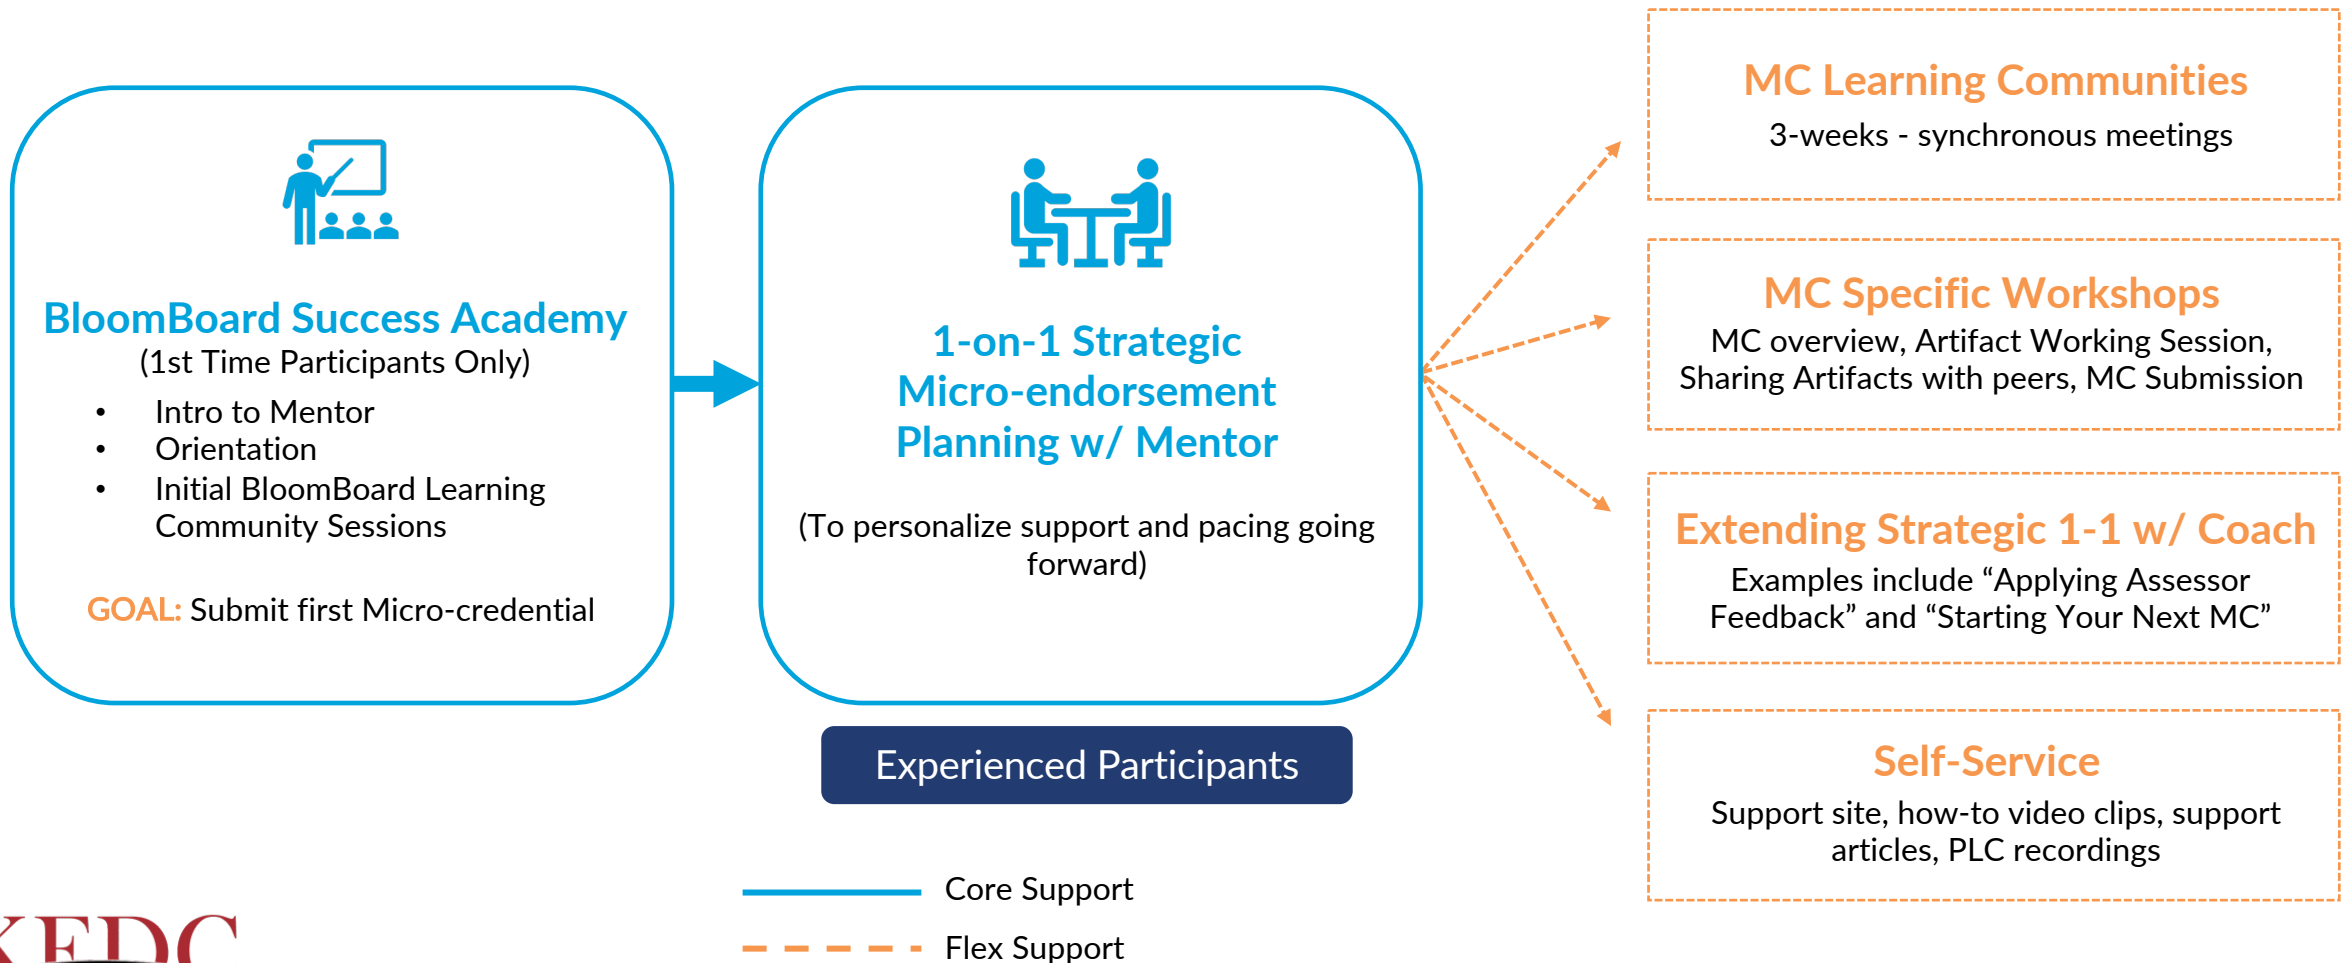 BloomBoard Success Academy
(1st Time Participants Only)
• Intro to Mentor
• Orientation
• Initial BloomBoard Learning
Community Sessions
GOAL: Submit first Micro-credential
1-on-1 Strategic
Micro-endorsement
Planning w/ Mentor
(To personalize support and pacing going
forward)
Experienced Participants
MC Learning Communities
3-weeks - synchronous meetings
MC Specific Workshops
MC overview, Artifact Working Session,
Sharing Artifacts with peers, MC Submission
Extending Strategic 1-1 w/ Coach
Examples include “Applying Assessor
Feedback” and “Starting Your Next MC”
Self-Service
Support site, how-to video clips, support
articles, PLC recordings
Core Support
Flex Support
KEDC